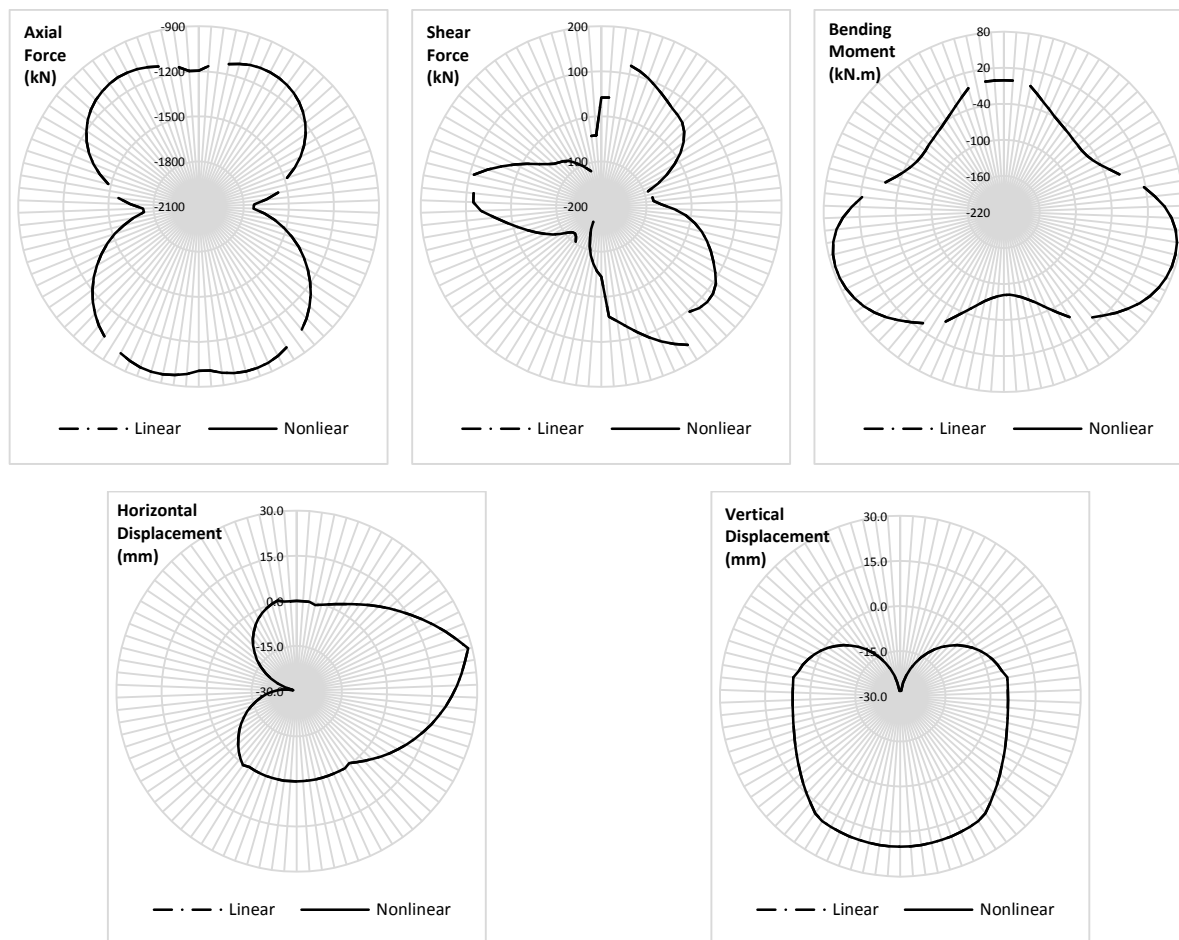 Axial
Force
(kN)
-900
-1200
-1500
-1800
-2100
Linear
Nonliear
Shear
Force
(kN)
200
100
0
-100
-200
Linear
Nonliear
Bending
Moment
(kN.m)
80
20
-40
-100
-160
-220
Linear
Nonliear
Horizontal
Displacement
(mm)
30.0
15.0
0.0
-15.0
-30.0
Linear
Nonlinear
Vertical
Displacement
(mm)
30.0
15.0
0.0
-15.0
-30.0
Linear
Nonlinear